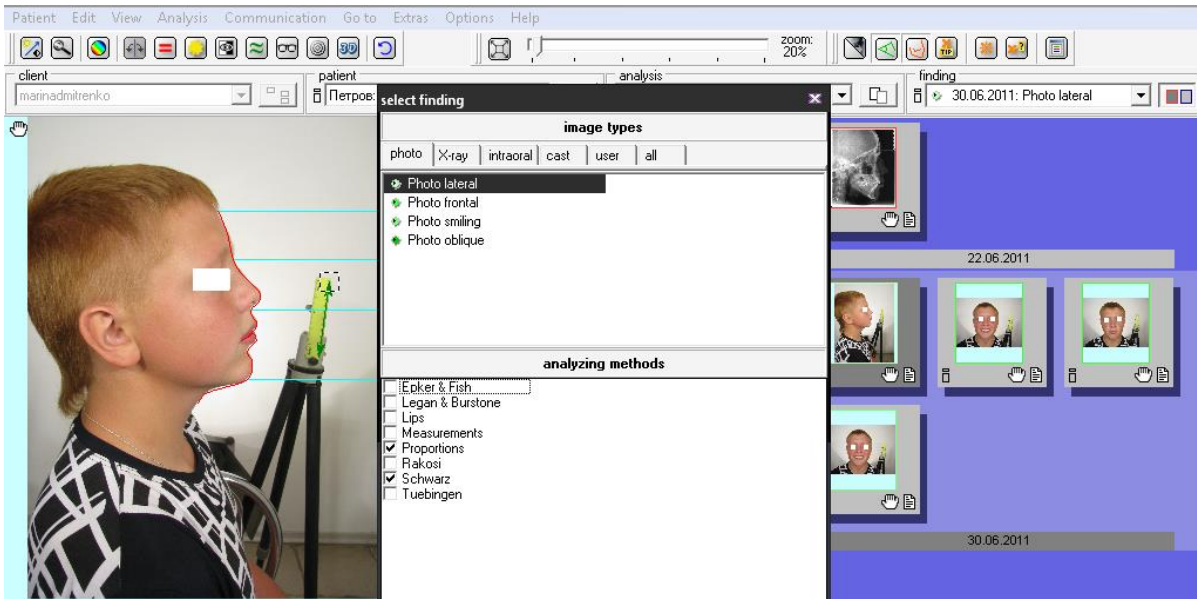 Patient Edit View Analysis Communication Go to Extras Options Help
3D
zoom:
20%
TIP
client
patient
analysis
finding
marinadmitrenko
Петров:
30.06.2011: Photo lateral
select finding
image types
photo X-ray intraoral cast user all
Photo lateral
Photo frontal
Photo smiling
Photo oblique
analyzing methods
Epker & Fish
Legan & Burstone
Lips
Measurements
Proportions
Rakosi
Schwarz
Tuebingen
22.06.2011
30.06.2011